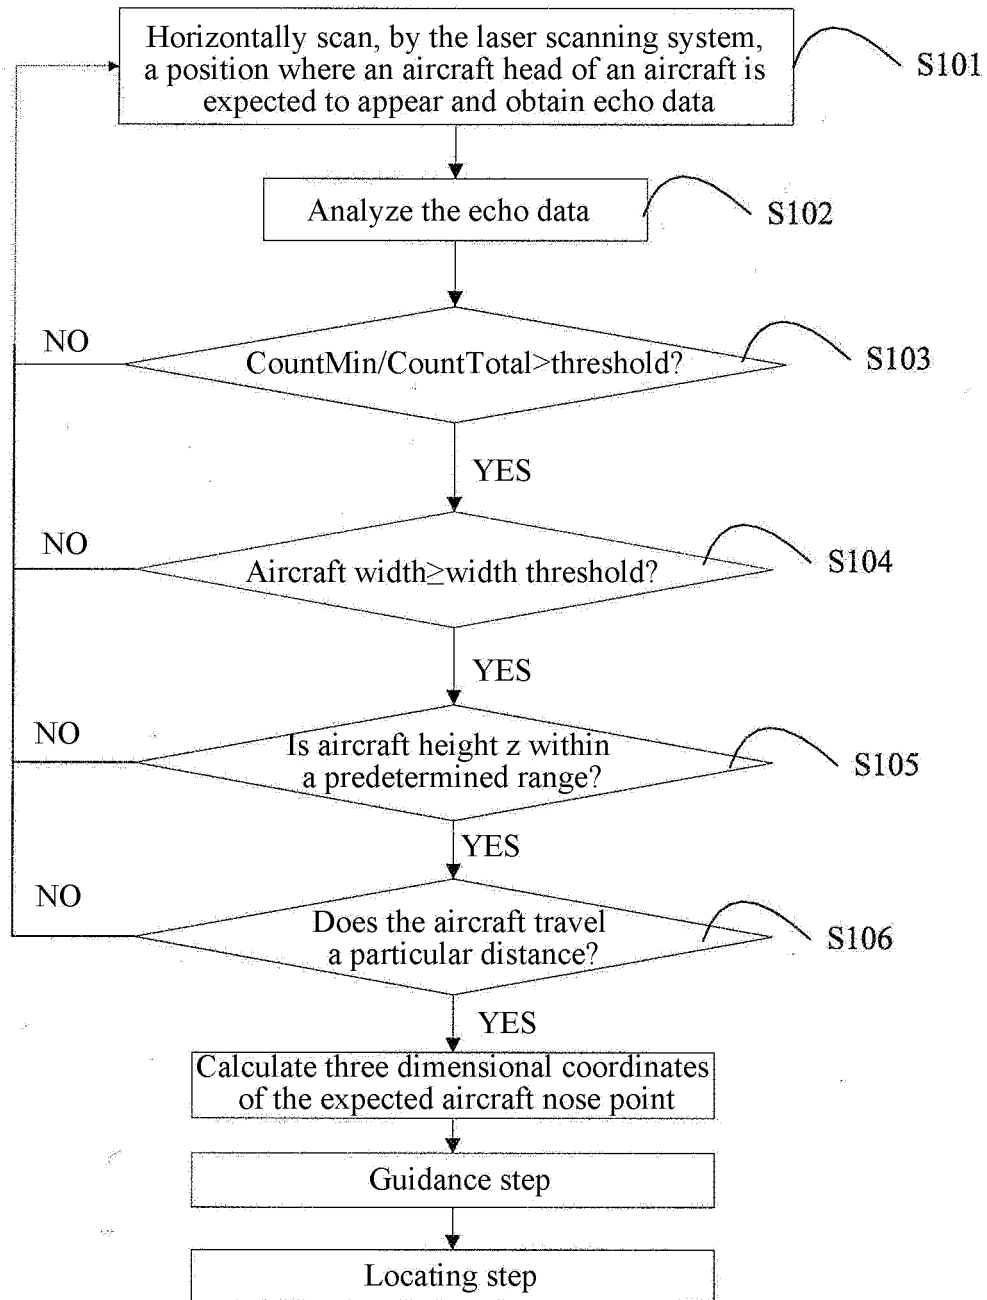 Horizontally scan, by the laser scanning system,
a position where an aircraft head of an aircraft is
expected to appear and obtain echo data
S101
Analyze the echo data
S102
NO
CountMin/CountTotal>threshold?
S103
YES
NO
Aircraft width≥width threshold?
S104
YES
NO
Is aircraft height z within
a predetermined range?
S105
YES
NO
Does the aircraft travel
a particular distance?
S106
YES
Calculate three dimensional coordinates
of the expected aircraft nose point
Guidance step
Locating step